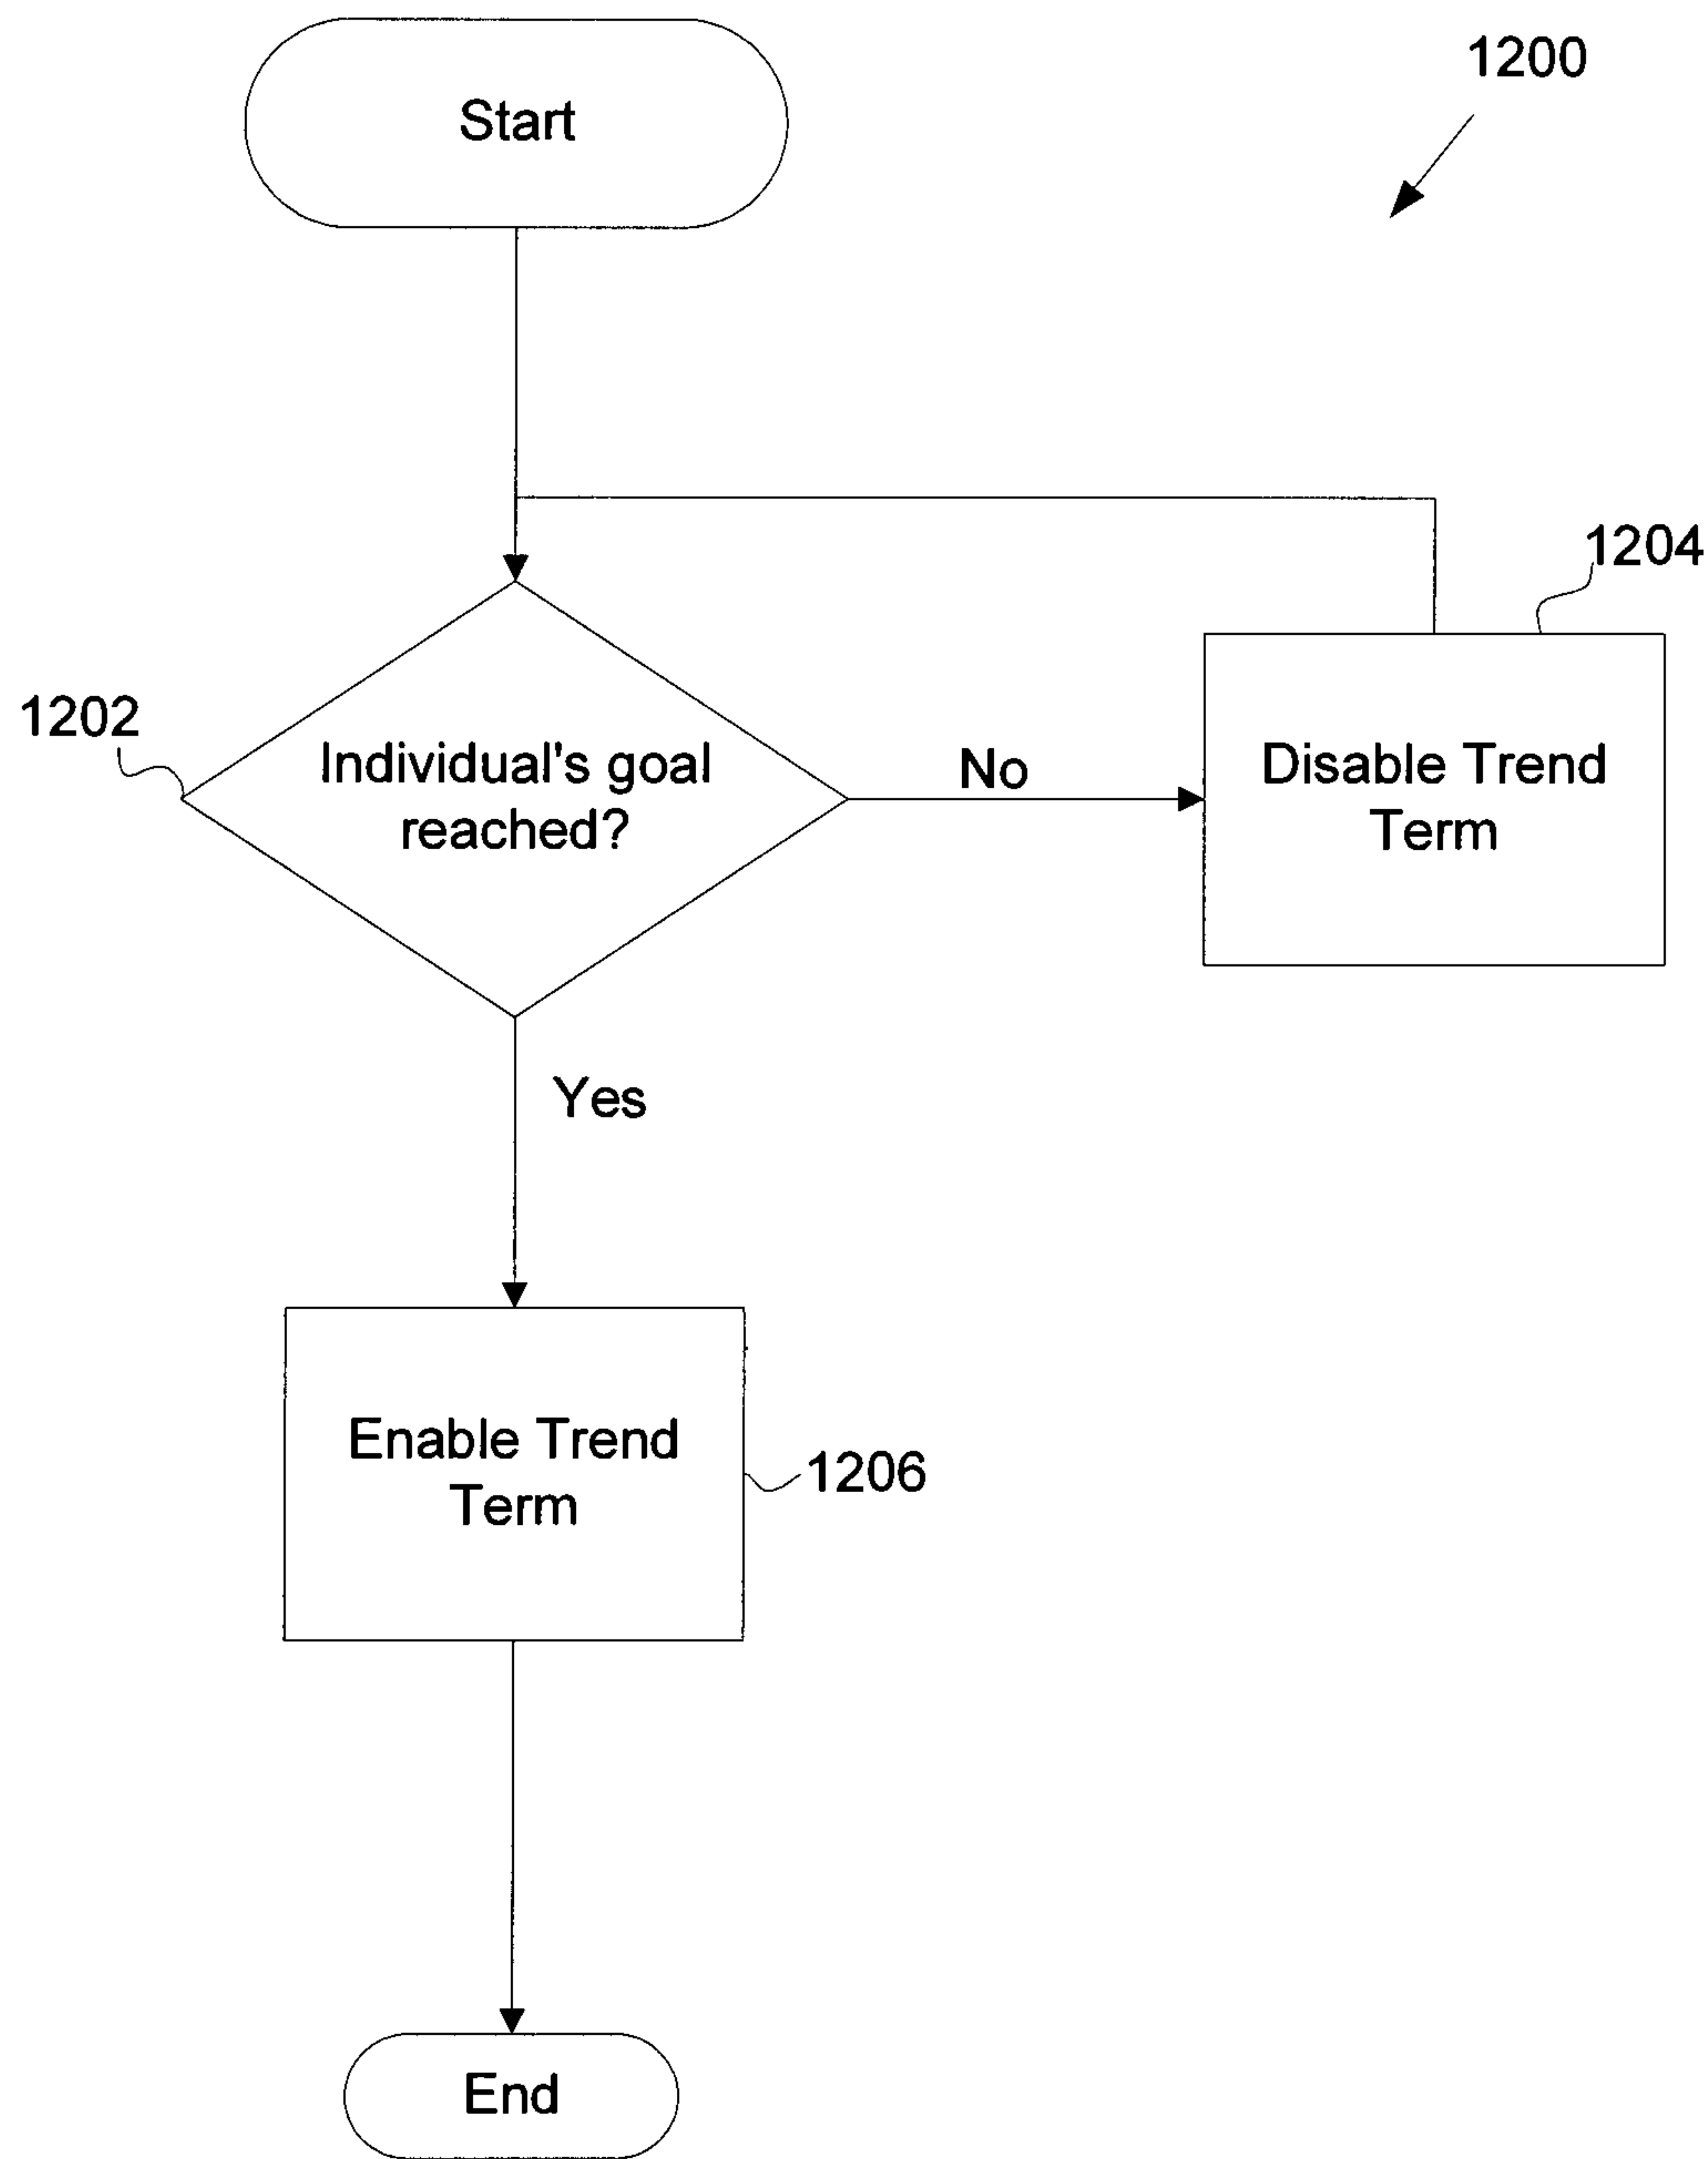 Start
1200
1204
1202
Individual's goal
reached?
No
Disable Trend
Term
Yes
Enable Trend
Term
1206
End